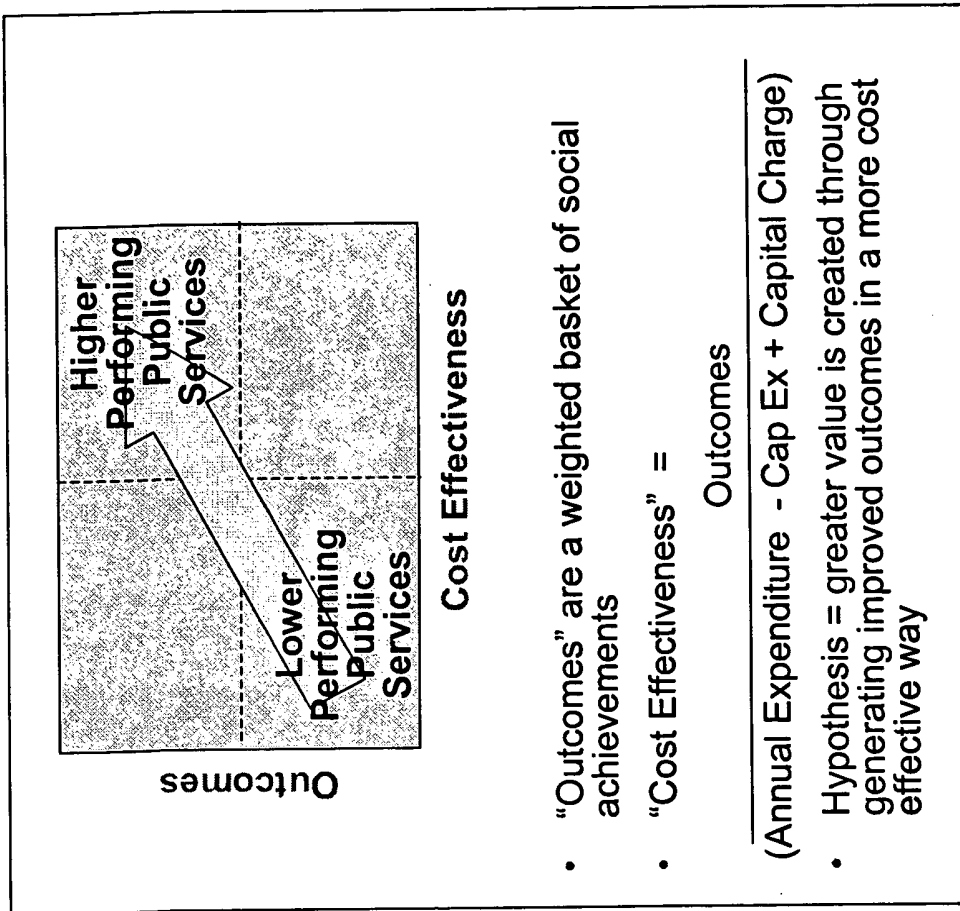 Outcomes
Higher
Performing
Public
Services
Lower
Performing
Public
Services
Cost Effectiveness
• "Outcomes" are a weighted basket of social
achievements
• "Cost Effectiveness" =
Outcomes
(Annual Expenditure - Cap Ex + Capital Charge)
• Hypothesis = greater value is created through
generating improved outcomes in a more cost
effective way